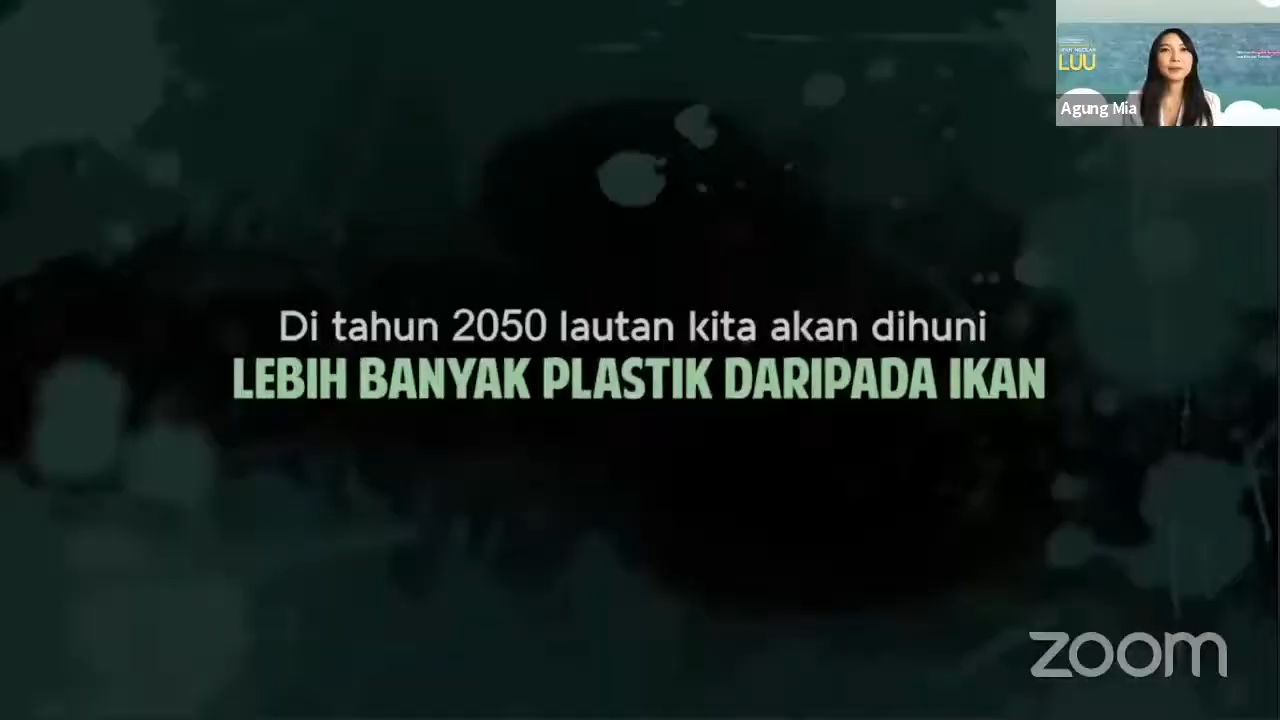 LUU
Agung Mia
Di tahun 2050 lautan kita akan dihuni
LEBIH BANYAK PLASTIK DARIPADA IKAN
zoom